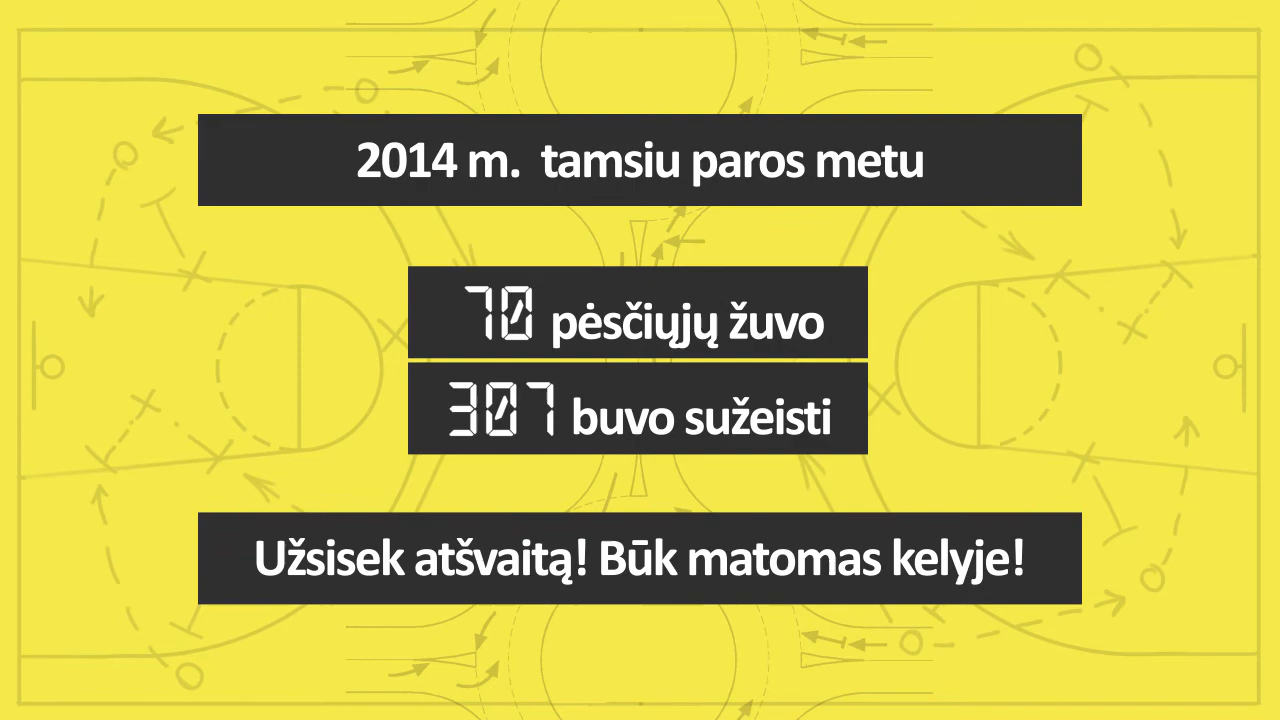 2014 m. tamsiu paros metu
70 pėsčiųjų žuvo
307 buvo sužeisti
Užsisek atšvaitą! Būk matomas kelyje!